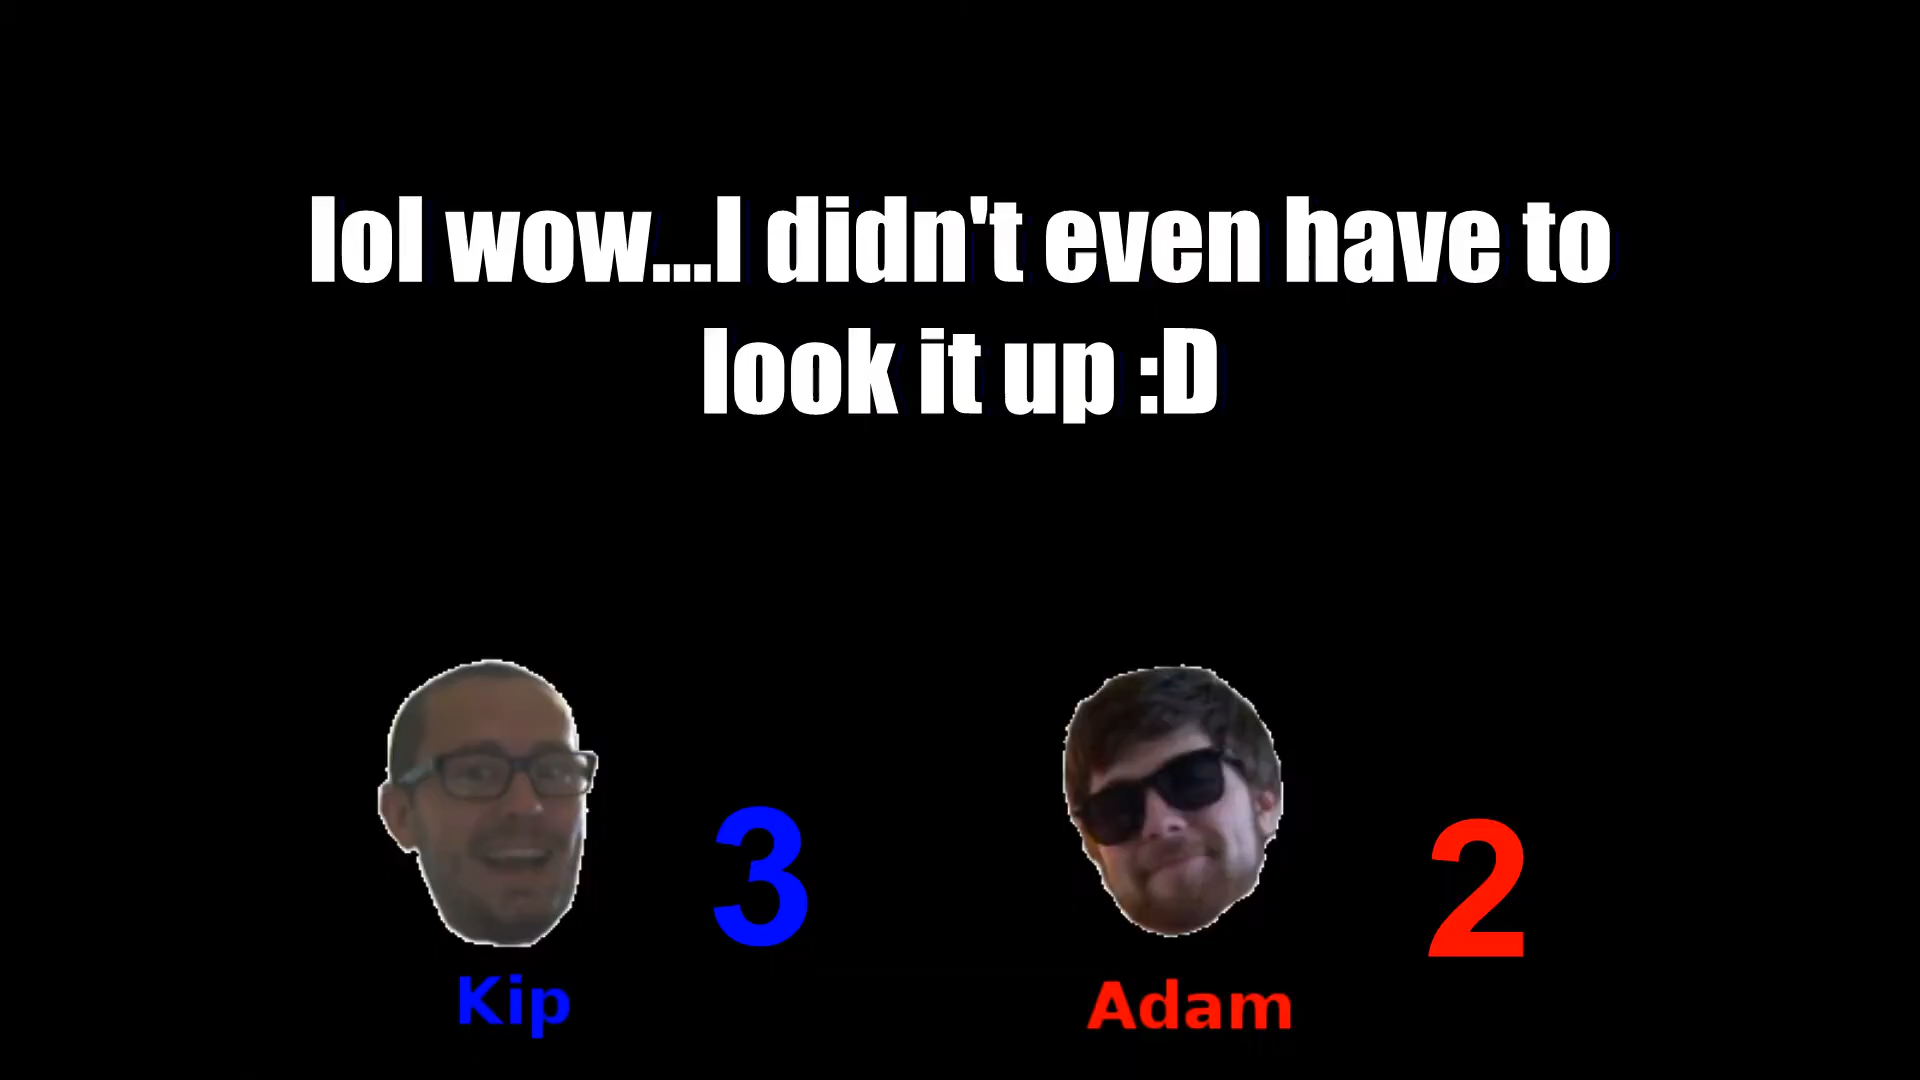 lol wow...I didn't even have to
look it up :D
3
2
Kip
Adam